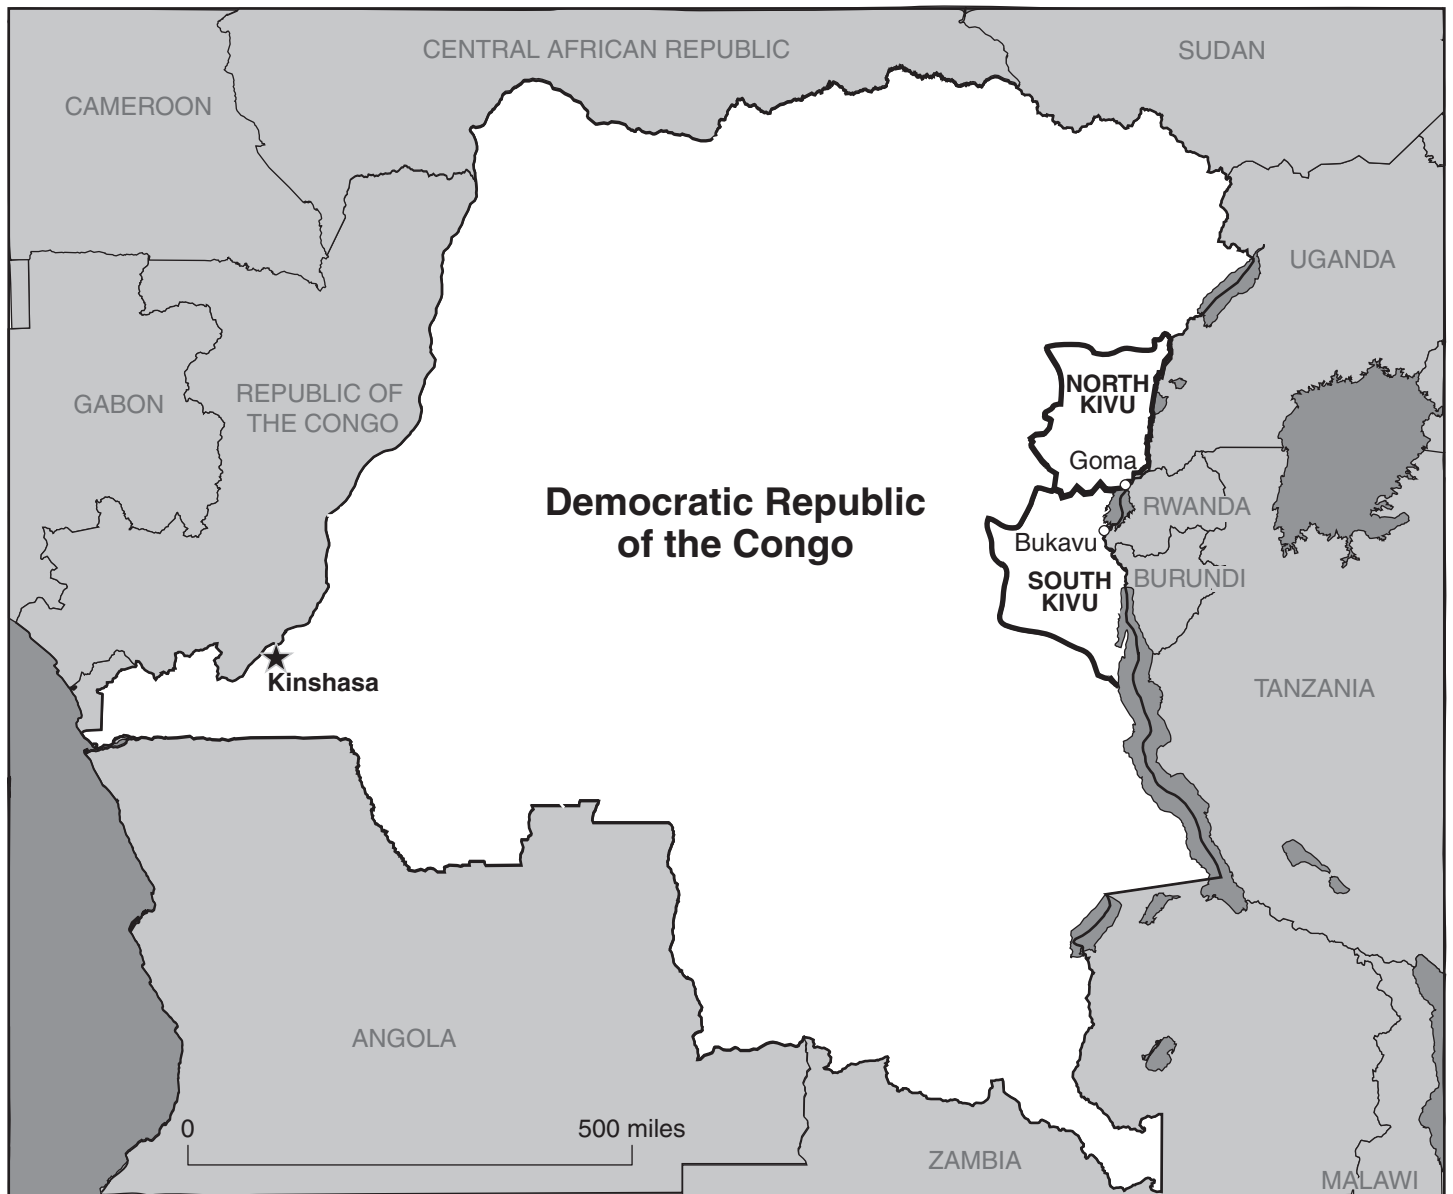 CENTRAL AFRICAN REPUBLIC
SUDAN
CAMEROON
UGANDA
GABON
REPUBLIC OF
THE CONGO
NORTH
KIVU
Goma
Democratic Republic
of the Congo
RWANDA
Bukavu
SOUTH
KIVU
BURUNDI
Kinshasa
TANZANIA
ANGOLA
0
500 miles
ZAMBIA
MALAWI